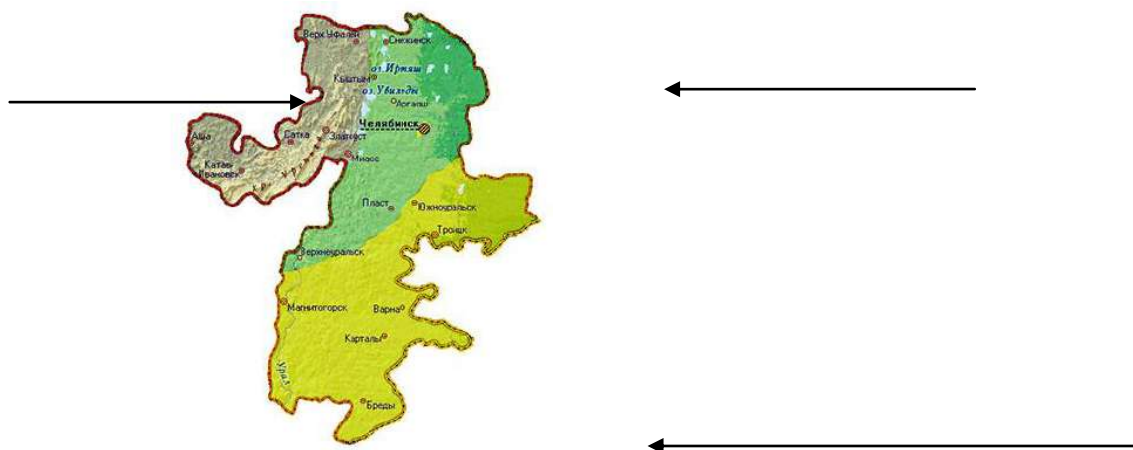 Верх.Уфалей
Снежинск
оз.Иртяш
Кыштым
оз.Увильды
Аргаяш
Челябинск
Аша
Сатка
Златоуст
Миасс
Катав-
Ивановск
Пласт
Южноуральск
Троицк
Верхнеуральск
Магнитогорск
Варна
Карталы
Урал
Бреды